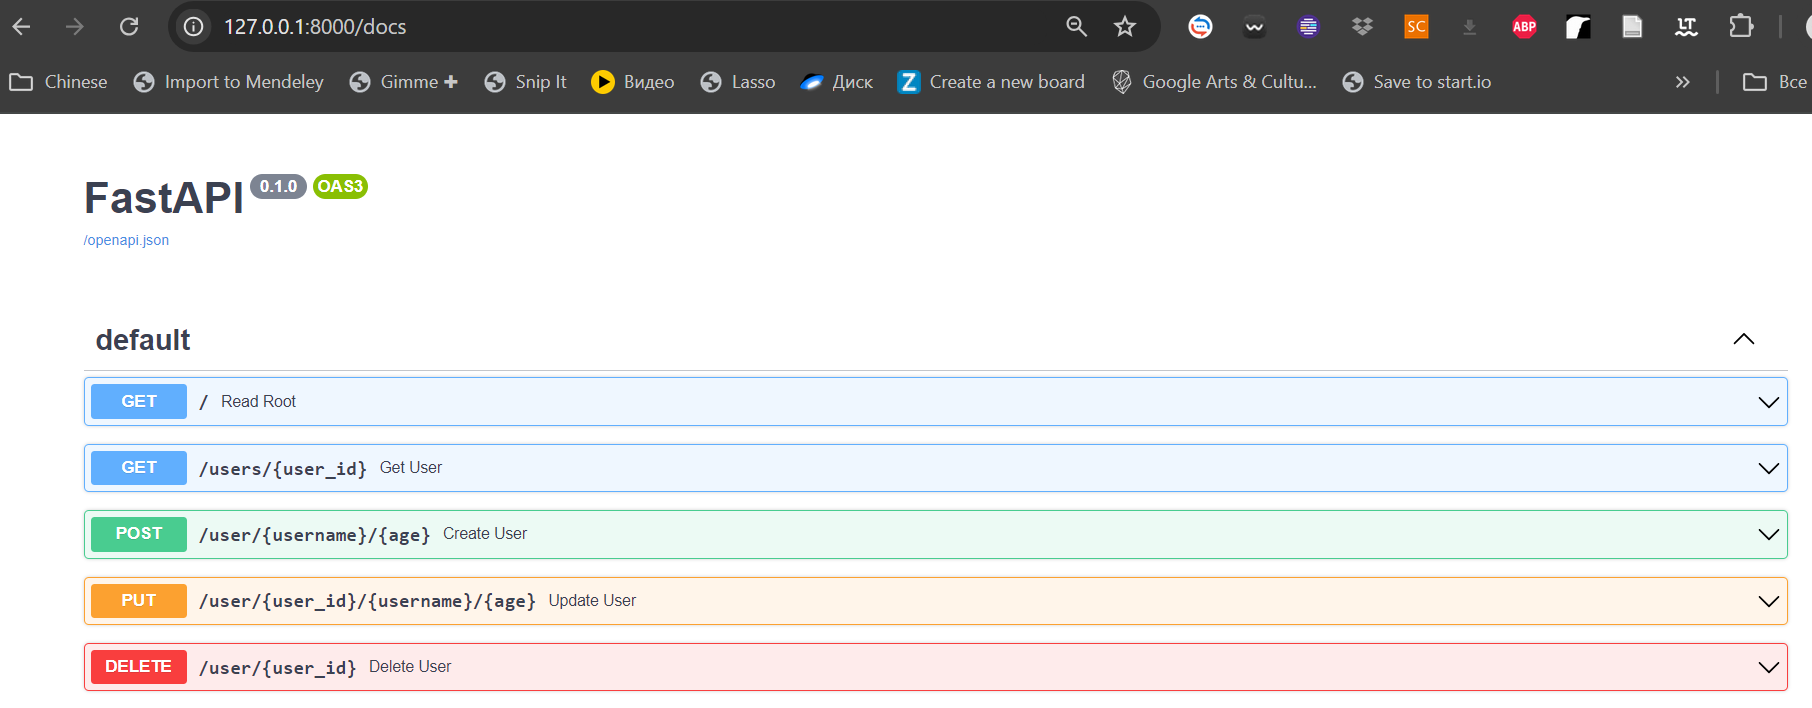 127.0.0.1:8000/docs
SC
ABP
LT
Chinese
Import to Mendeley
Gimme ✚
Snip It
Видео
Lasso
Диск
Z
Create a new board
Google Arts & Cultu...
Save to start.io
»
Все
FastAPI 0.1.0 OAS3
/openapi.json
default
GET / Read Root
GET /users/{user_id} Get User
POST /user/{username}/{age} Create User
PUT /user/{user_id}/{username}/{age} Update User
DELETE /user/{user_id} Delete User